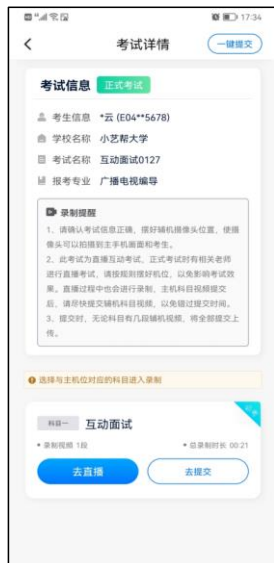 17:34
考试详情
一键提交
考试信息 正式考试
考生信息 *云 (E04**5678)
学校名称 小艺帮大学
考试名称 互动面试0127
报考专业 广播电视编导
录制提醒
1、请确认考试信息正确，摆好辅机摄像头位置，使摄
像头可以拍摄到主手机画面和考生。
2、此考试为直播互动考试，正式考试时有相关老师
进行直播考试，请按规则摆好机位，以免影响考试效
果。直播过程中也会进行录制，主机科目视频提交
后，请尽快提交辅机科目视频，以免错过提交时间。
3、提交时，无论科目有几段辅机视频，将全部提交上
传。
选择与主机位对应的科目进入录制
科目一 互动面试
• 录制视频 1段
• 总录制时长 00:21
去直播
去提交